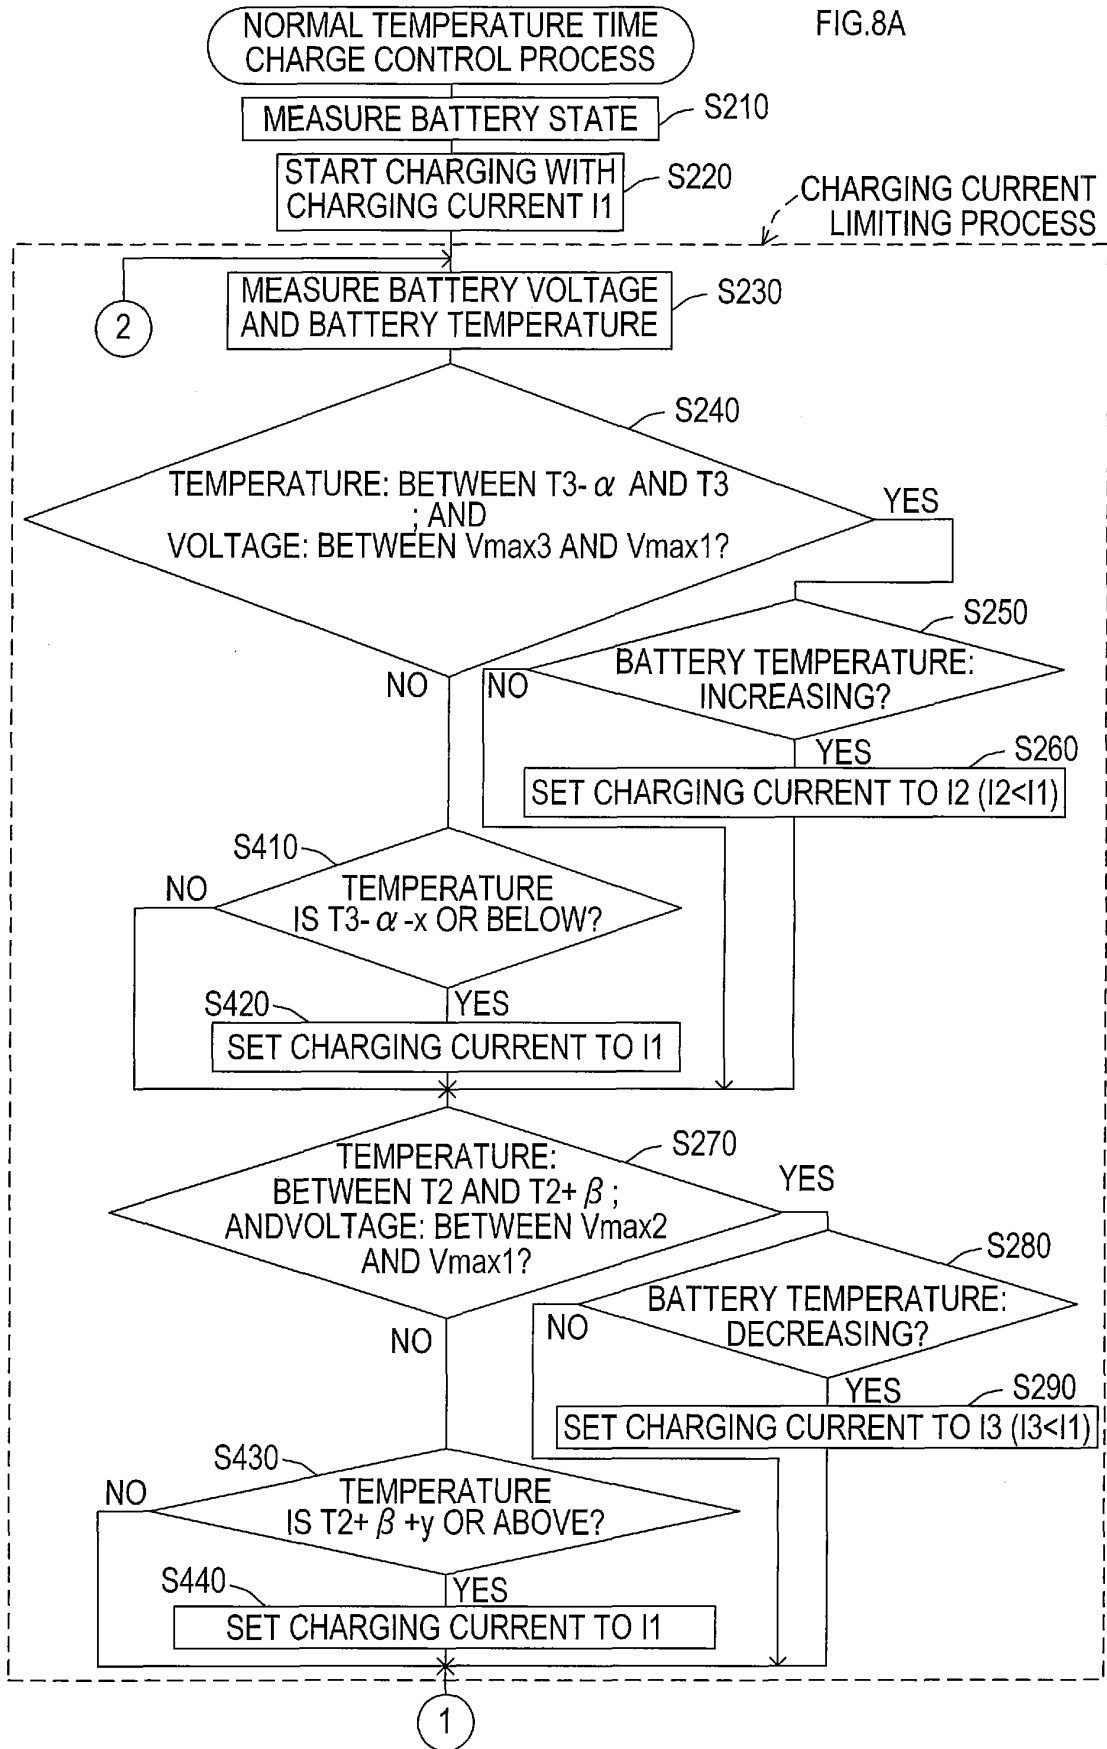 FIG.8A
NORMAL TEMPERATURE TIME
CHARGE CONTROL PROCESS
MEASURE BATTERY STATE
S210
START CHARGING WITH
CHARGING CURRENT I1
S220
CHARGING CURRENT
LIMITING PROCESS
2
MEASURE BATTERY VOLTAGE
AND BATTERY TEMPERATURE
S230
S240
TEMPERATURE: BETWEEN T3- α AND T3
; AND
VOLTAGE: BETWEEN Vmax3 AND Vmax1?
YES
NO
S250
BATTERY TEMPERATURE:
INCREASING?
NO
YES
S260
SET CHARGING CURRENT TO I2 (I2<I1)
S410
TEMPERATURE
IS T3- α -x OR BELOW?
NO
YES
S420
SET CHARGING CURRENT TO I1
S270
TEMPERATURE:
BETWEEN T2 AND T2+ β ;
ANDVOLTAGE: BETWEEN Vmax2
AND Vmax1?
YES
NO
S280
BATTERY TEMPERATURE:
DECREASING?
NO
YES
S290
SET CHARGING CURRENT TO I3 (I3<I1)
S430
TEMPERATURE
IS T2+ β +y OR ABOVE?
NO
YES
S440
SET CHARGING CURRENT TO I1
1